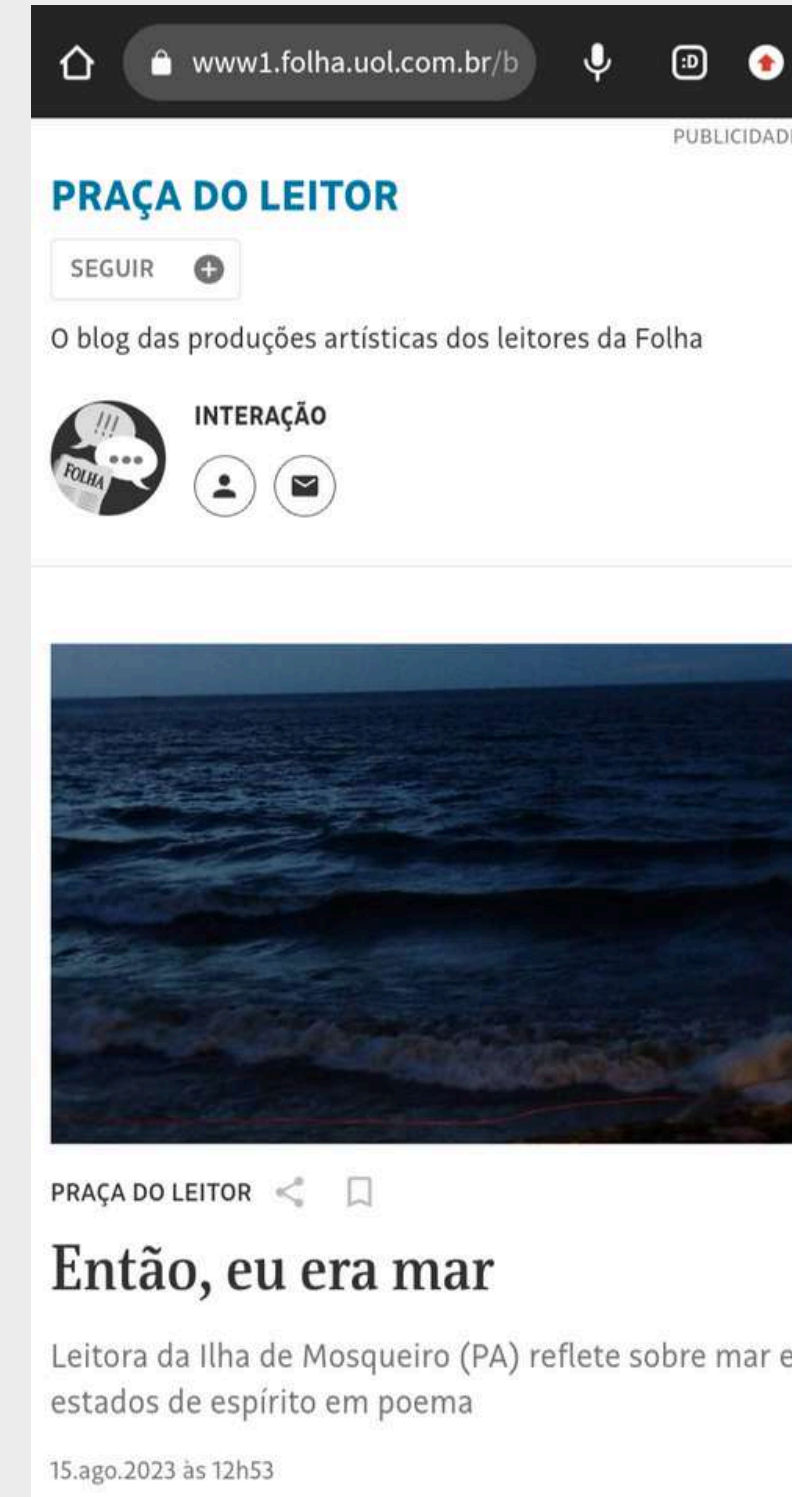 www1.folha.uol.com.br/b
:D
PUBLICIDAD
PRAÇA DO LEITOR
SEGUIR
O blog das produções artísticas dos leitores da Folha
!!!
FOLHA
INTERAÇÃO
PRAÇA DO LEITOR
Então, eu era mar
Leitora da Ilha de Mosqueiro (PA) reflete sobre mar e
estados de espírito em poema
15.ago.2023 às 12h53